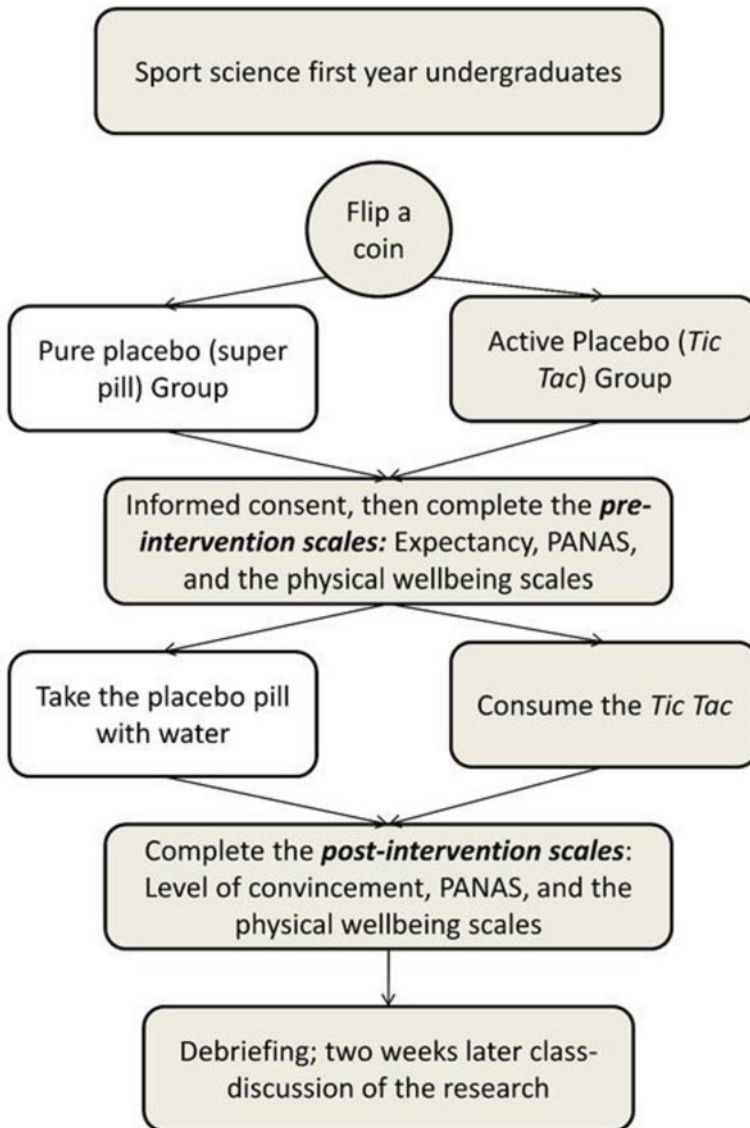 Sport science first year undergraduates
Flip a
coin
Pure placebo (super
pill) Group
Active Placebo (Tic
Tac) Group
Informed consent, then complete the pre-
intervention scales: Expectancy, PANAS,
and the physical wellbeing scales
Take the placebo pill
with water
Consume the Tic Tac
Complete the post-intervention scales:
Level of convincement, PANAS, and the
physical wellbeing scales
Debriefing; two weeks later class-
discussion of the research